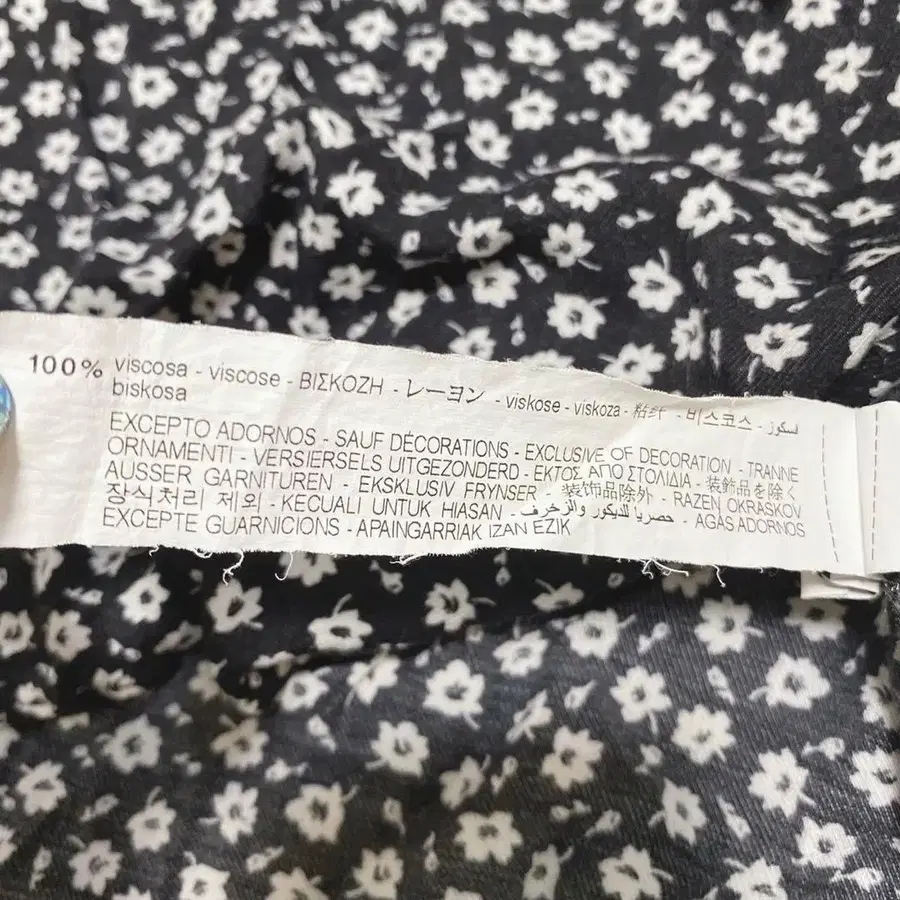 100% viscosa - viscose - ΒΙΣΚΟΖΗ - レーヨン - viskose - viskoza - 粘纤 - 비스코스 - فسكوز
biskosa
EXCEPTO ADORNOS - SAUF DÉCORATIONS - EXCLUSIVE OF DECORATION - TRANNE
ORNAMENTI - VERSIERSELS UITGEZONDERD - ΕΚΤΟΣ ΑΠΟ ΣΤΟΛΙΔΙΑ - 装飾品を除く
AUSSER GARNITUREN - EKSKLUSIV FRYNSER - 装饰品除外 - RAZEN OKRASKOV
장식처리 제외 - KECUALI UNTUK HIASAN - حصريا للديكور والزخرف - AGAS ADORNOS
EXCEPTE GUARNICIONS - APAINGARRIAK IZAN EZIK